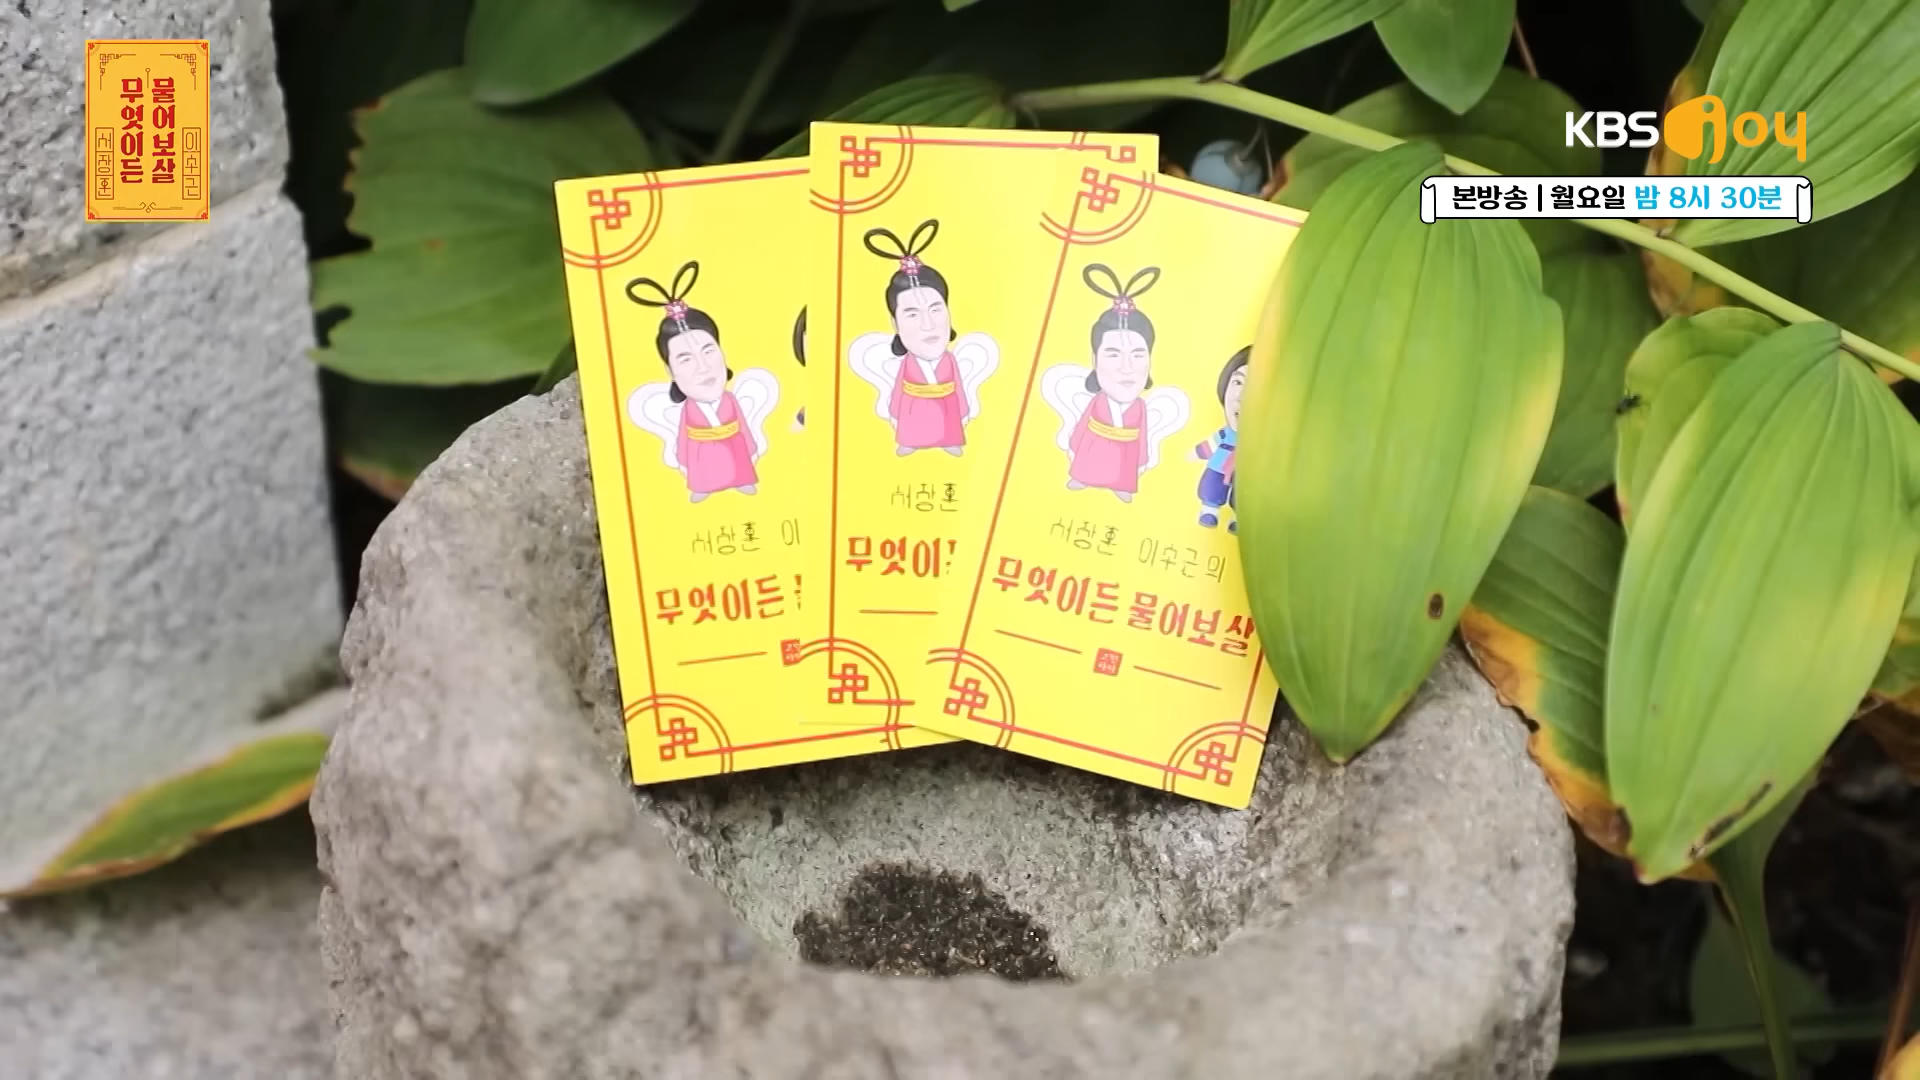 무엇이든
물어보살
서장훈
이수근
KBS joy
본방송 | 월요일 밤 8시 30분
서장훈 이
무엇이든
서장훈
무엇이
서장훈 이수근의
무엇이든 물어보살